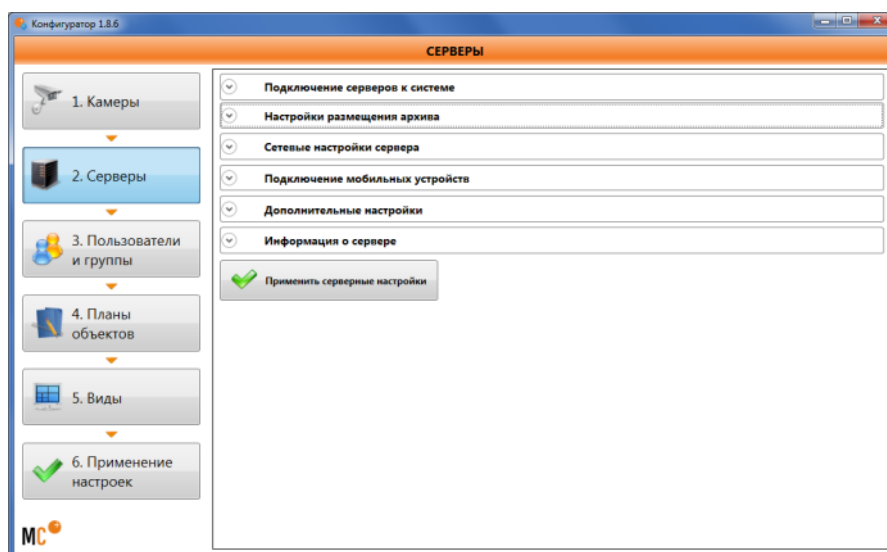 Конфигуратор 1.8.6
СЕРВЕРЫ
1. Камеры
2. Серверы
3. Пользователи
и группы
4. Планы
объектов
5. Виды
6. Применение
настроек
МС
Подключение серверов к системе
Настройки размещения архива
Сетевые настройки сервера
Подключение мобильных устройств
Дополнительные настройки
Информация о сервере
Применить серверные настройки